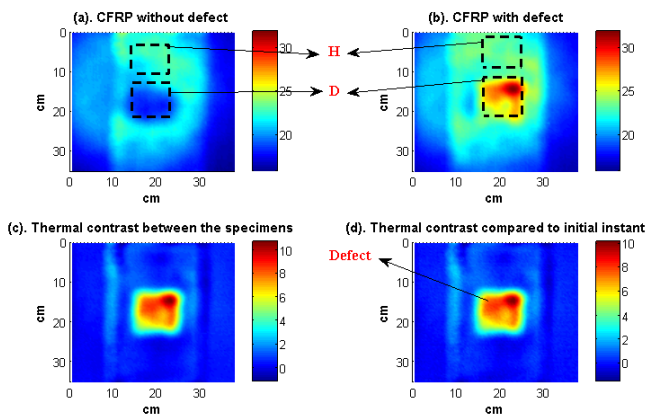 (a). CFRP without defect
(b). CFRP with defect
0
10
20
30
0 10 20 30
cm
cm
30
25
20
H
D
0
10
20
30
0 10 20 30
cm
cm
30
25
20
(c). Thermal contrast between the specimens
(d). Thermal contrast compared to initial instant
0
10
20
30
0 10 20 30
cm
cm
10
8
6
4
2
0
Defect
0
10
20
30
0 10 20 30
cm
cm
10
8
6
4
2
0